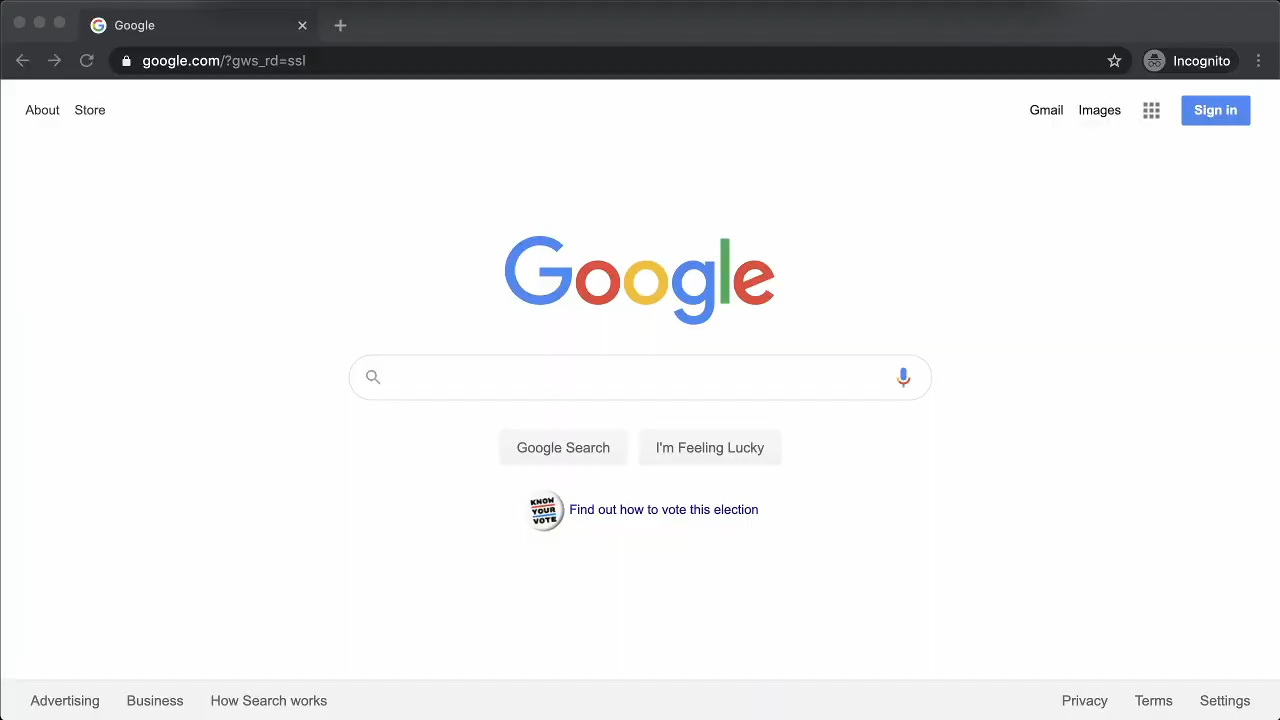 Google
google.com/?gws_rd=ssl
Incognito
About Store
Gmail Images Sign in
Google
Google Search I'm Feeling Lucky
KNOW
YOUR
VOTE
Find out how to vote this election
Advertising Business How Search works
Privacy Terms Settings